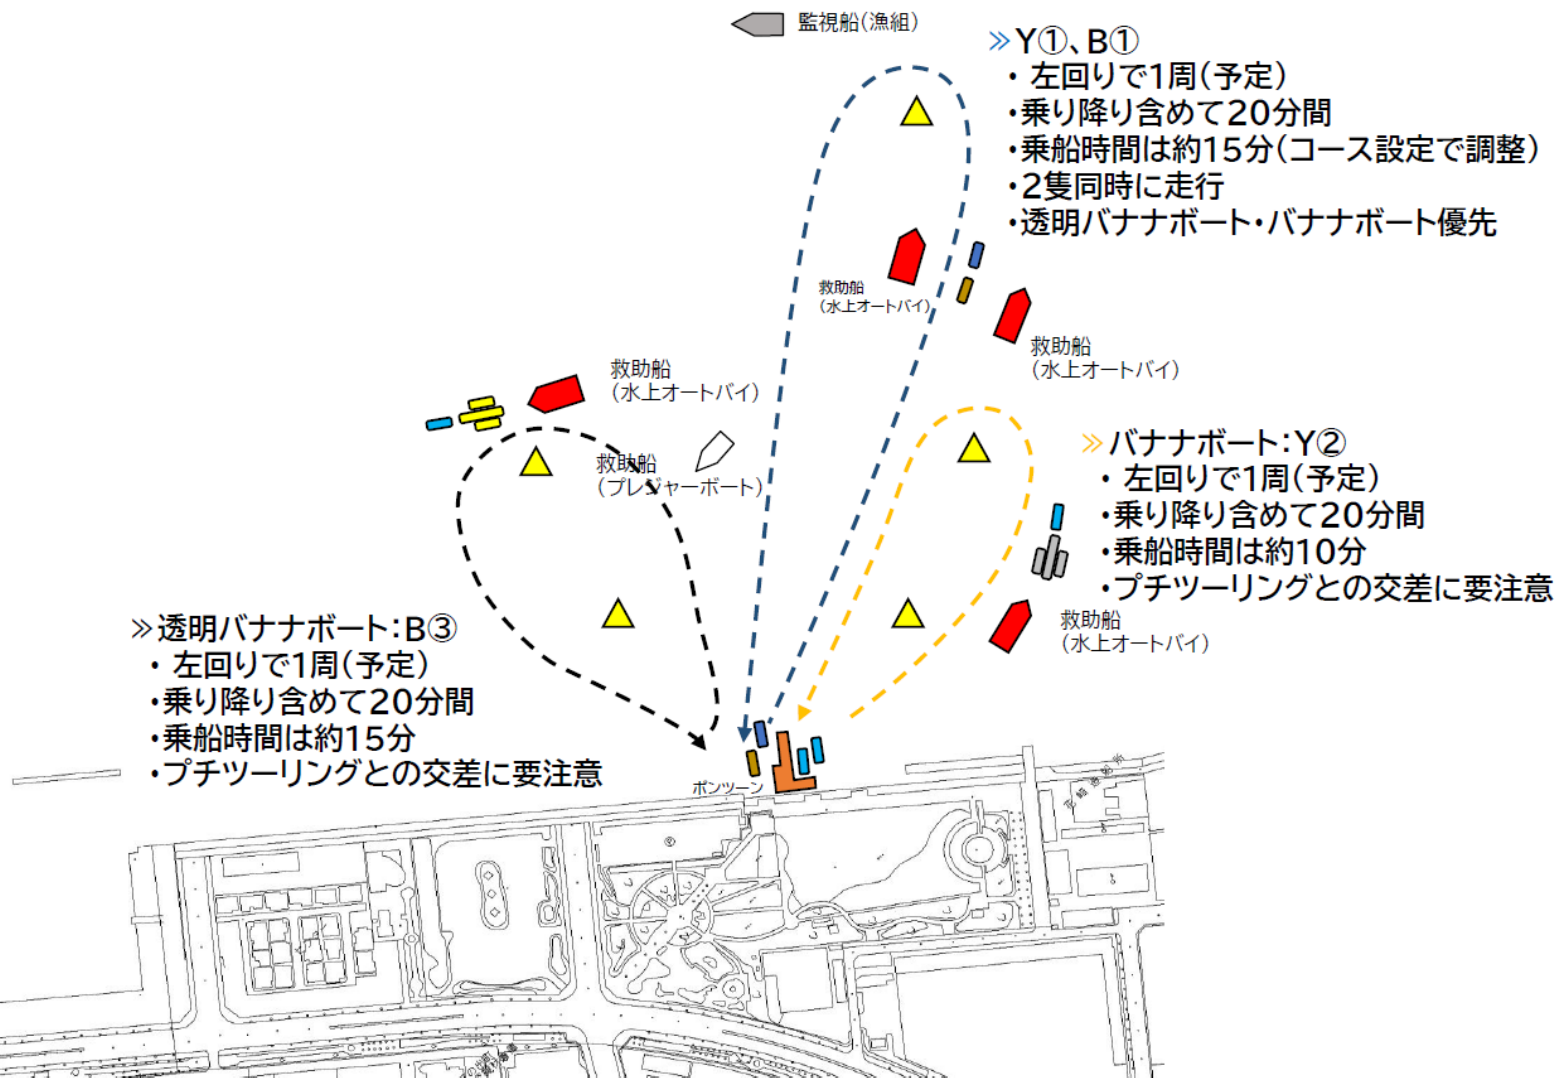 監視船(漁組)
≫Y①、B①
・ 左回りで1周(予定)
・乗り降り含めて20分間
・乗船時間は約15分(コース設定で調整)
・2隻同時に走行
・透明バナナボート・バナナボート優先
救助船
(水上オートバイ)
救助船
(水上オートバイ)
救助船
(水上オートバイ)
救助船
(プレジャーボート)
≫バナナボート:Y②
・ 左回りで1周(予定)
・乗り降り含めて20分間
・乗船時間は約10分
・プチツーリングとの交差に要注意
救助船
(水上オートバイ)
≫透明バナナボート:B③
・ 左回りで1周(予定)
・乗り降り含めて20分間
・乗船時間は約15分
・プチツーリングとの交差に要注意
ポンツーン